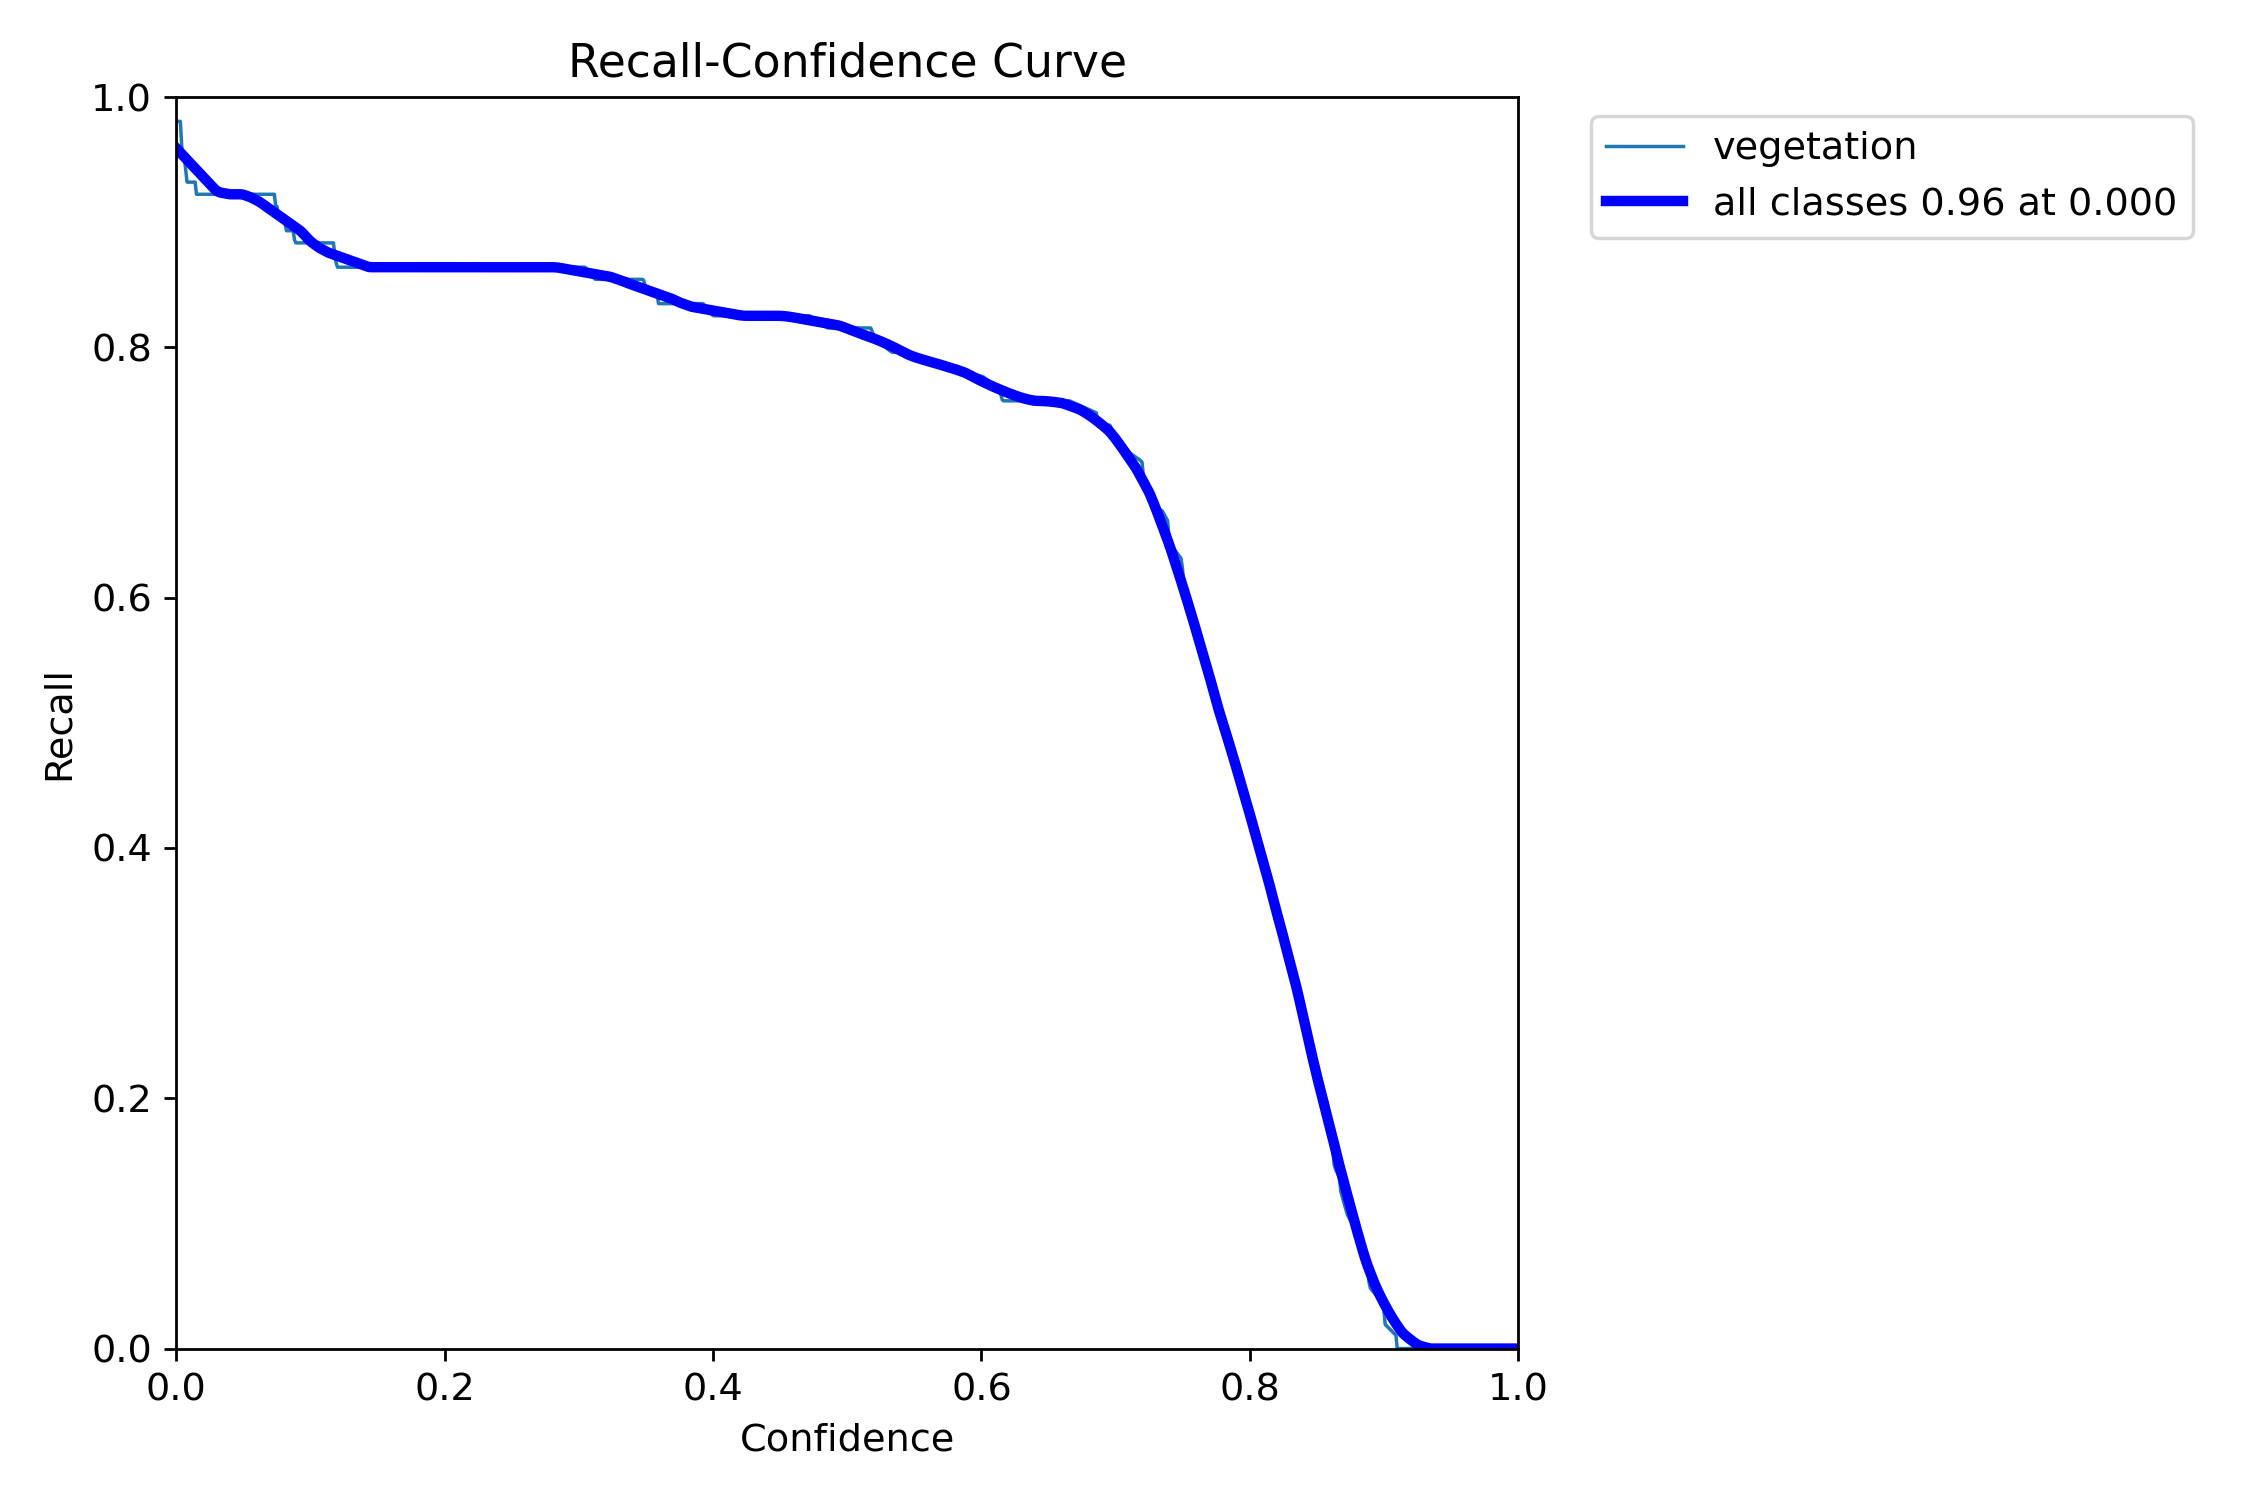 Recall-Confidence Curve
1.0
0.8
0.6
0.4
0.2
0.0
Recall
0.0 0.2 0.4 0.6 0.8 1.0
Confidence
vegetation
all classes 0.96 at 0.000